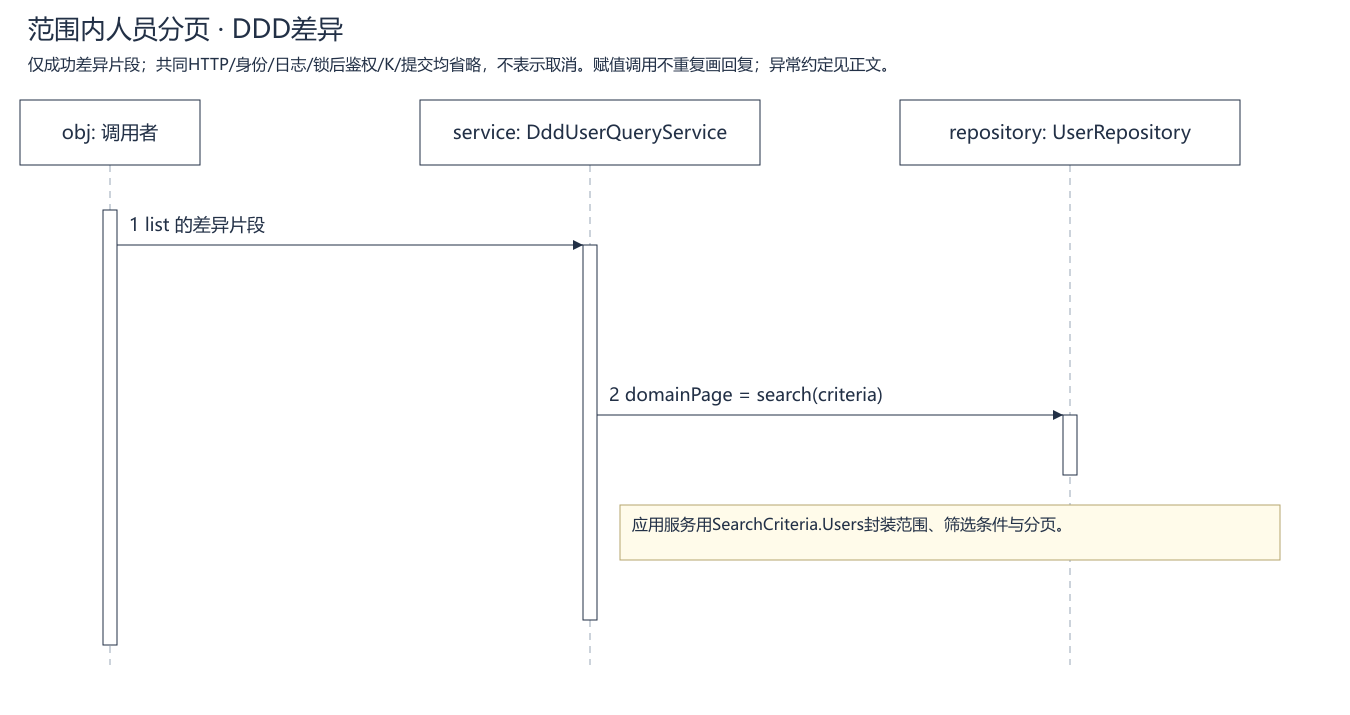 范围内人员分页 · DDD差异
仅成功差异片段；共同HTTP/身份/日志/锁后鉴权/K/提交均省略，不表示取消。赋值调用不重复画回复；异常约定见正文。
obj: 调用者
service: DddUserQueryService
repository: UserRepository
1 list 的差异片段
2 domainPage = search(criteria)
应用服务用SearchCriteria.Users封装范围、筛选条件与分页。